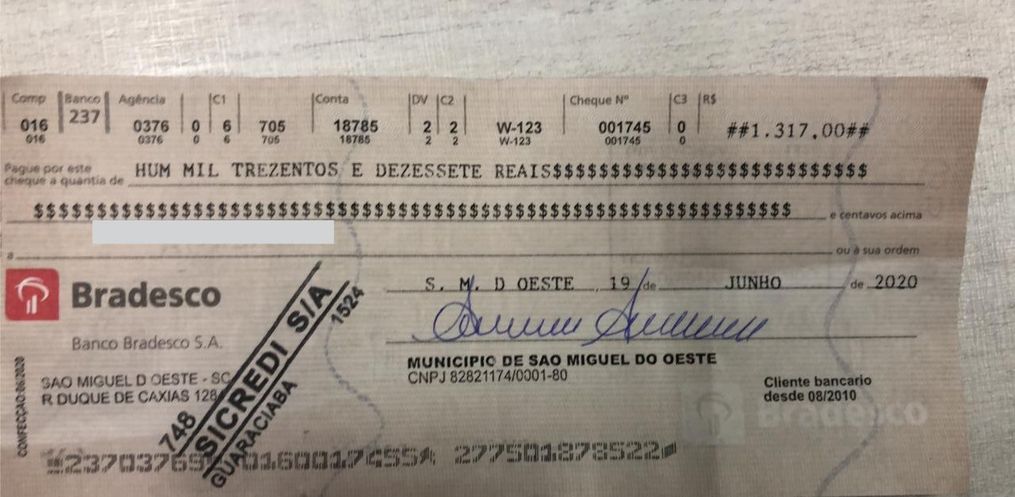 Comp Banco Agência C1 Conta DV C2 Cheque Nº C3 R$
016 237 0376 0 6 705 18785 2 2 W-123 001745 0 ##1.317,00##
016 0376 0 6 705 18785 2 2 W-123 001745 0
Pague por este cheque a quantia de HUM MIL TREZENTOS E DEZESSETE REAIS$$$$$$$$$$$$$$$$$$$$$$$$$$$$
$$$$$$$$$$$$$$$$$$$$$$$$$$$$$$$$$$$$$$$$$$$$$$$$$$$$$$$$$$$$$$$$$$$$$$ e centavos acima
a ou à sua ordem
S. M. D OESTE 19 de JUNHO de 2020
Bradesco
Banco Bradesco S.A.
MUNICIPIO DE SAO MIGUEL DO OESTE
CNPJ 82821174/0001-80
SAO MIGUEL D OESTE - SC
R DUQUE DE CAXIAS 128
Cliente bancario
desde 08/2010
Bradesco
CONFECÇÃO:06/2020
748 SICREDI S/A 1524
GUARACIABA